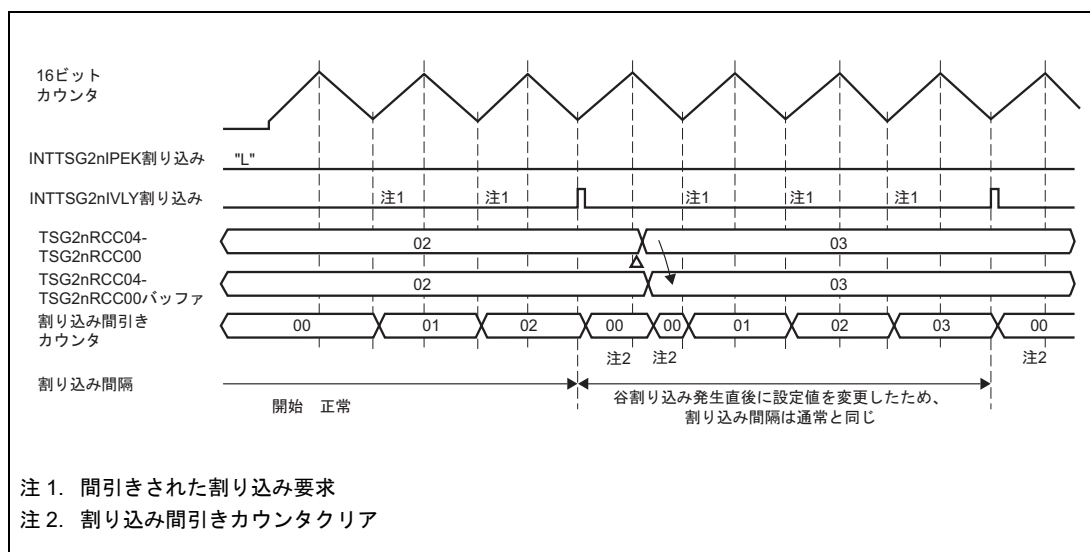 16ビット
カウンタ
INTTSG2nIPEK割り込み "L"
INTTSG2nIVLY割り込み 注1 注1 注1 注1 注1
TSG2nRCC04-
TSG2nRCC00
02 03
TSG2nRCC04-
TSG2nRCC00バッファ
02 03
割り込み間引き
カウンタ
00 01 02 00 00 01 02 03 00
注2 注2 注2
割り込み間隔
開始 正常
谷割り込み発生直後に設定値を変更したため、
割り込み間隔は通常と同じ
注 1. 間引きされた割り込み要求
注 2. 割り込み間引きカウンタクリア